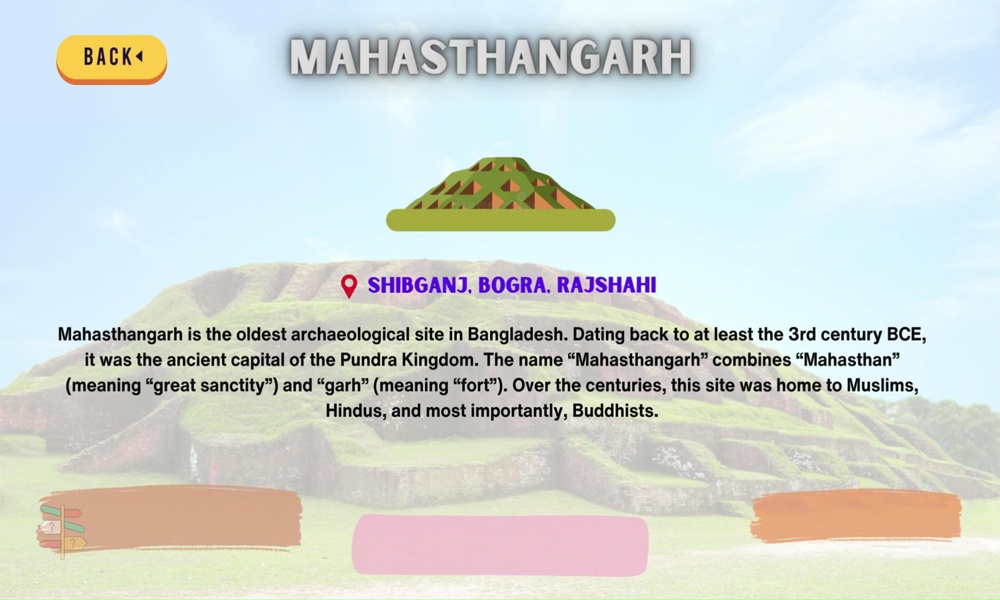 BACK
MAHASTHANGARH
SHIBGANJ, BOGRA, RAJSHAHI
Mahasthangarh is the oldest archaeological site in Bangladesh. Dating back to at least the 3rd century BCE,
it was the ancient capital of the Pundra Kingdom. The name “Mahasthangarh” combines “Mahasthan”
(meaning “great sanctity”) and “garh” (meaning “fort”). Over the centuries, this site was home to Muslims,
Hindus, and most importantly, Buddhists.